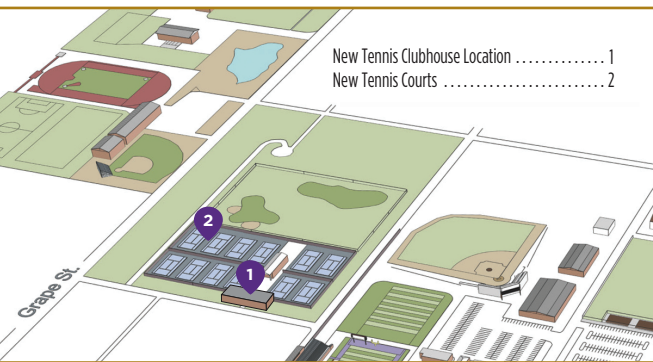 New Tennis Clubhouse Location .............. 1
New Tennis Courts ........................ 2
2
1
Grape St.